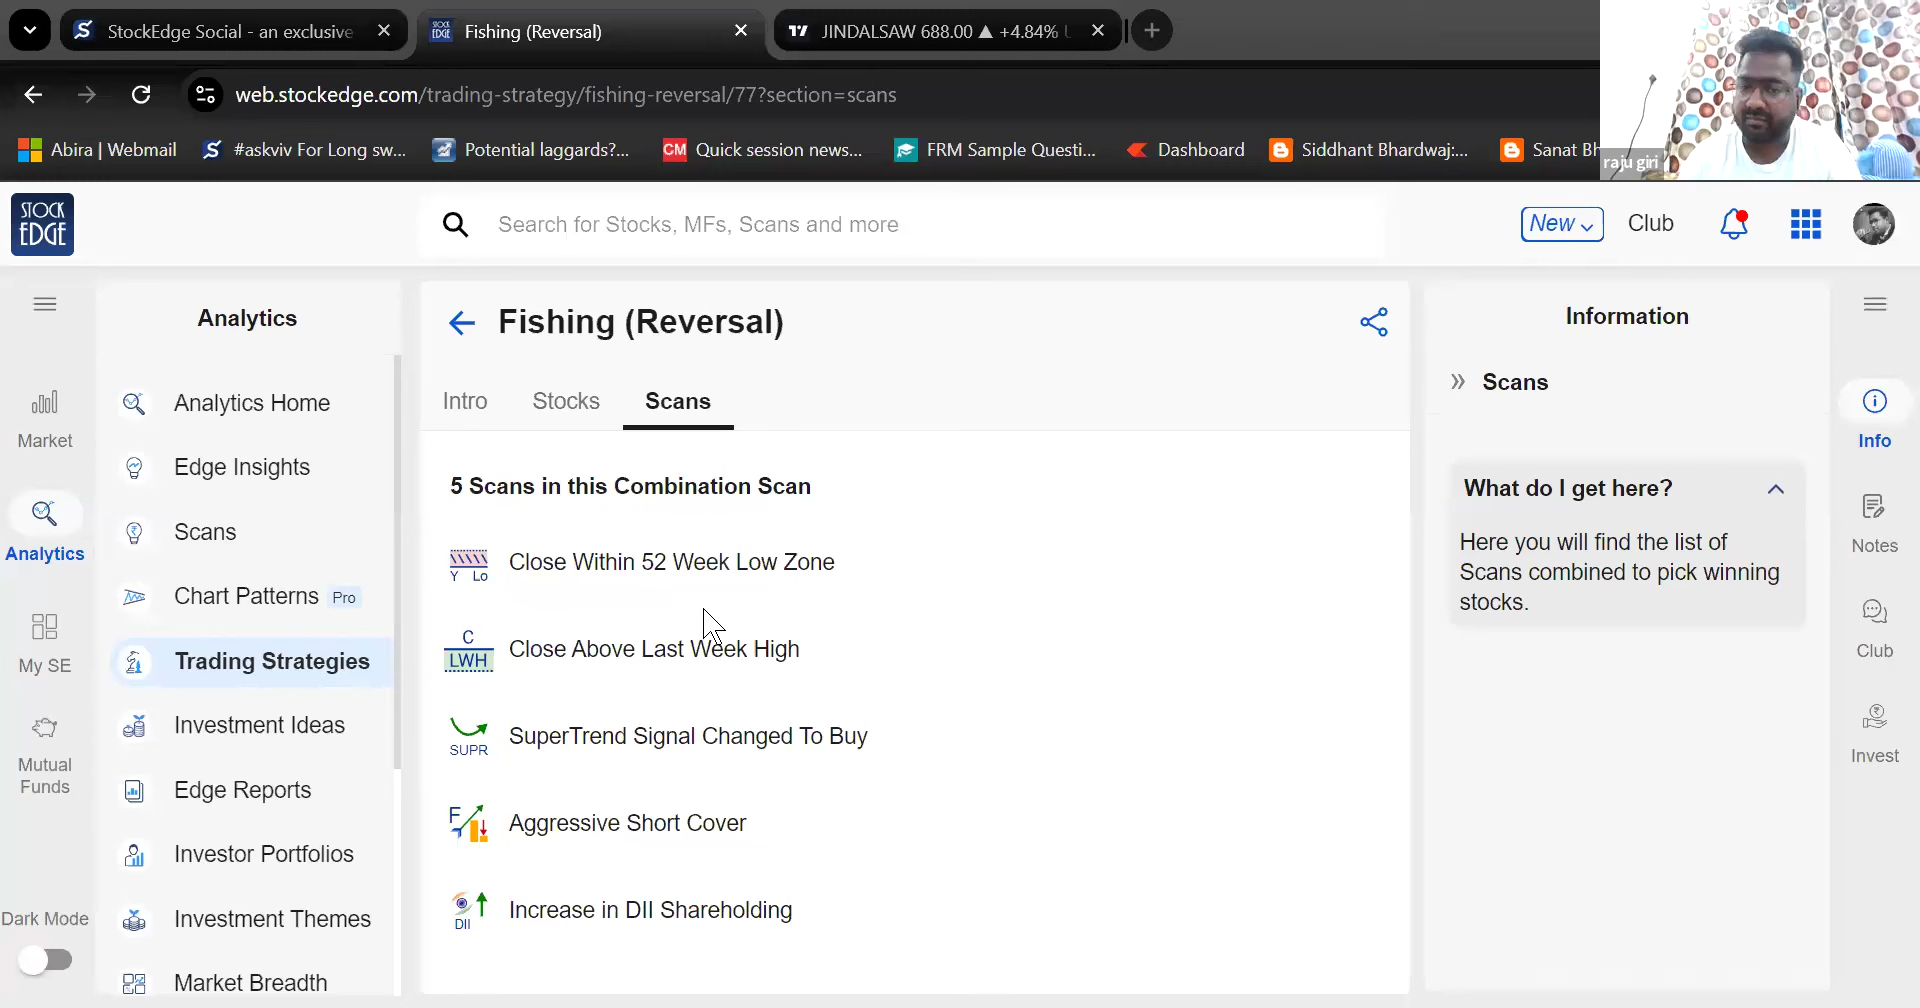 StockEdge Social - an exclusive
Fishing (Reversal)
JINDALSAW 688.00 ▲ +4.84% U
web.stockedge.com/trading-strategy/fishing-reversal/77?section=scans
Abira | Webmail
#askviv For Long sw...
Potential laggards?...
CM Quick session news...
FRM Sample Questi...
Dashboard
Siddhant Bhardwaj:...
Sanat Bh
raju giri
STOCK
EDGE
Search for Stocks, MFs, Scans and more
New
Club
Analytics
Market
Analytics
My SE
Mutual
Funds
Dark Mode
Analytics Home
Edge Insights
Scans
Chart Patterns Pro
Trading Strategies
Investment Ideas
Edge Reports
Investor Portfolios
Investment Themes
Market Breadth
Fishing (Reversal)
Intro Stocks Scans
5 Scans in this Combination Scan
Y Lo
Close Within 52 Week Low Zone
C
LWH
Close Above Last Week High
SUPR
SuperTrend Signal Changed To Buy
F
Aggressive Short Cover
DII
Increase in DII Shareholding
Information
Scans
What do I get here?
Here you will find the list of
Scans combined to pick winning
stocks.
Info
Notes
Club
Invest